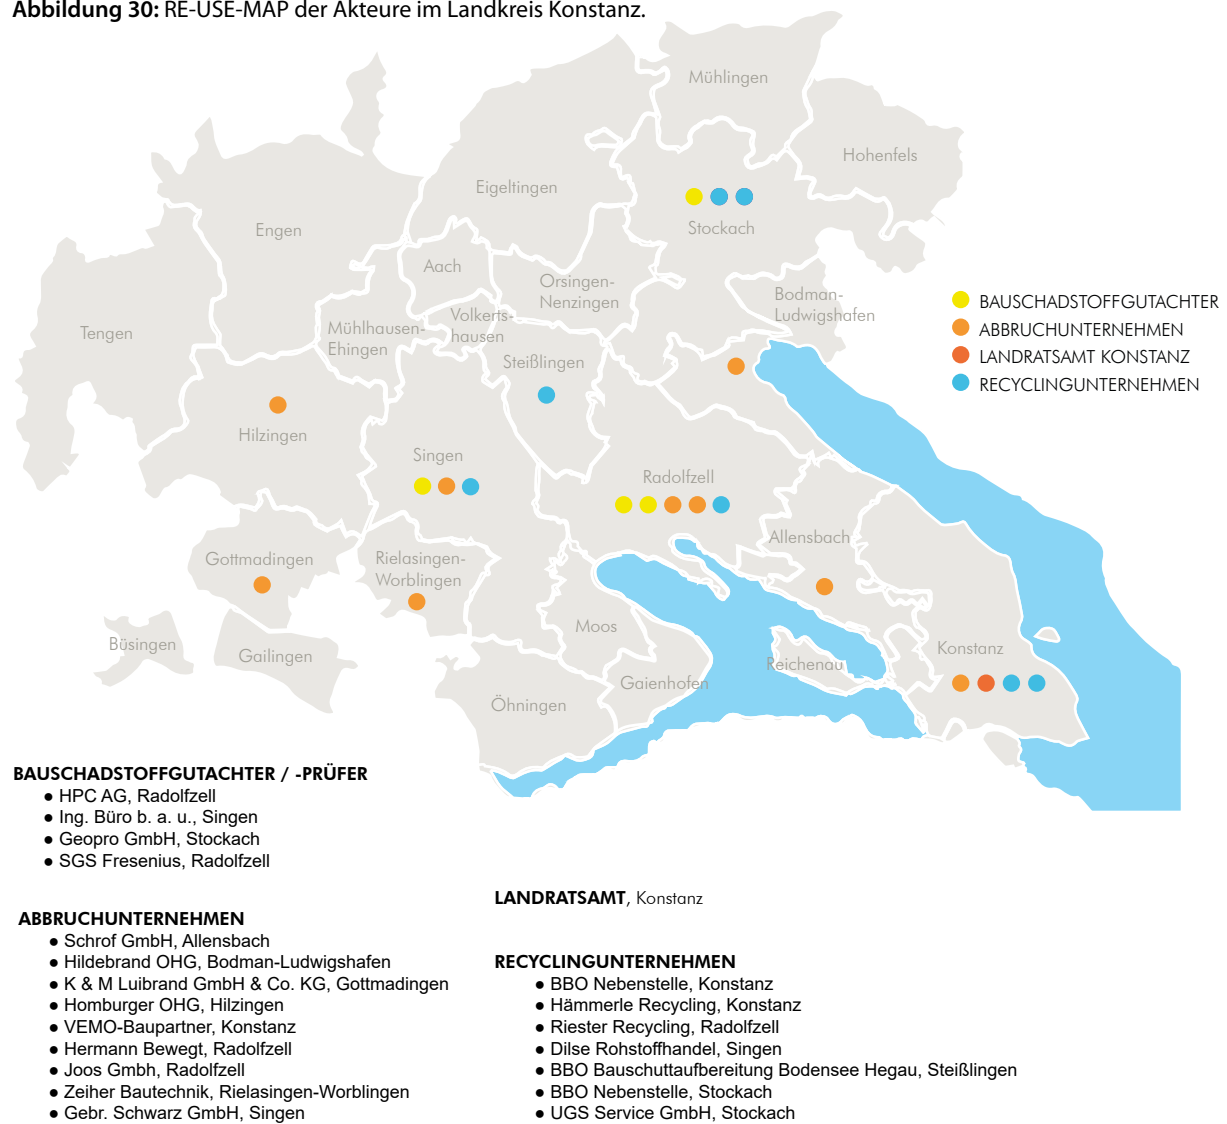 Abbildung 30: RE-USE-MAP der Akteure im Landkreis Konstanz.
Mühlingen
Hohenfels
Eigeltingen
Stockach
Engen
Aach
Orsingen-
Nenzingen
Bodman-
Ludwigshafen
Tengen
Mühlhausen-
Ehingen
Volkerts-
hausen
Steißlingen
Hilzingen
Singen
Radolfzell
Allensbach
Gottmadingen
Rielasingen-
Worblingen
Büsingen
Gailingen
Moos
Gaienhofen
Reichenau
Konstanz
Öhningen
BAUSCHADSTOFFGUTACHTER
ABBRUCHUNTERNEHMEN
LANDRATSAMT KONSTANZ
RECYCLINGUNTERNEHMEN
BAUSCHADSTOFFGUTACHTER / -PRÜFER
● HPC AG, Radolfzell
● Ing. Büro b. a. u., Singen
● Geopro GmbH, Stockach
● SGS Fresenius, Radolfzell
ABBRUCHUNTERNEHMEN
● Schrof GmbH, Allensbach
● Hildebrand OHG, Bodman-Ludwigshafen
● K & M Luibrand GmbH & Co. KG, Gottmadingen
● Homburger OHG, Hilzingen
● VEMO-Baupartner, Konstanz
● Hermann Bewegt, Radolfzell
● Joos Gmbh, Radolfzell
● Zeiher Bautechnik, Rielasingen-Worblingen
● Gebr. Schwarz GmbH, Singen
LANDRATSAMT, Konstanz
RECYCLINGUNTERNEHMEN
● BBO Nebenstelle, Konstanz
● Hämmerle Recycling, Konstanz
● Riester Recycling, Radolfzell
● Dilse Rohstoffhandel, Singen
● BBO Bauschuttaufbereitung Bodensee Hegau, Steißlingen
● BBO Nebenstelle, Stockach
● UGS Service GmbH, Stockach